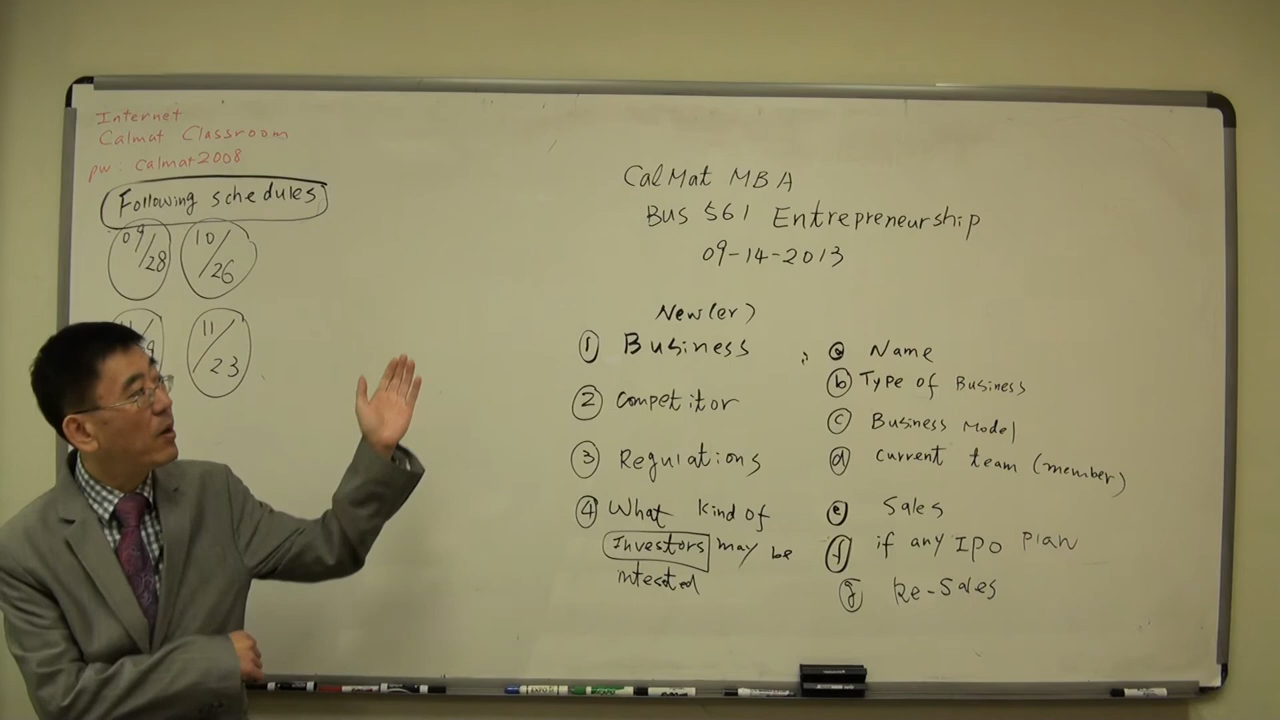 Internet
Calmat Classroom
pw: Calmat2008
Following schedules
09/28
10/26
11/23
CalMat MBA
Bus 561 Entrepreneurship
09-14-2013
New(er)
① Business
② Competitor
③ Regulations
④ What kind of
Investors may be
ⓐ Name
ⓑ Type of Business
ⓒ Business Model
ⓓ Current team (member)
ⓔ Sales
ⓕ if any IPO Plan
ⓖ Re-Sales
EXPO